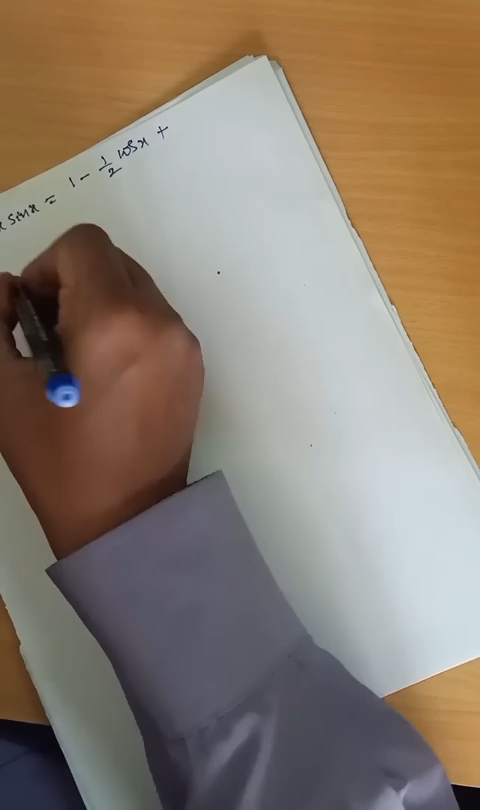 x sinx = 1 - 1/2 cosx +